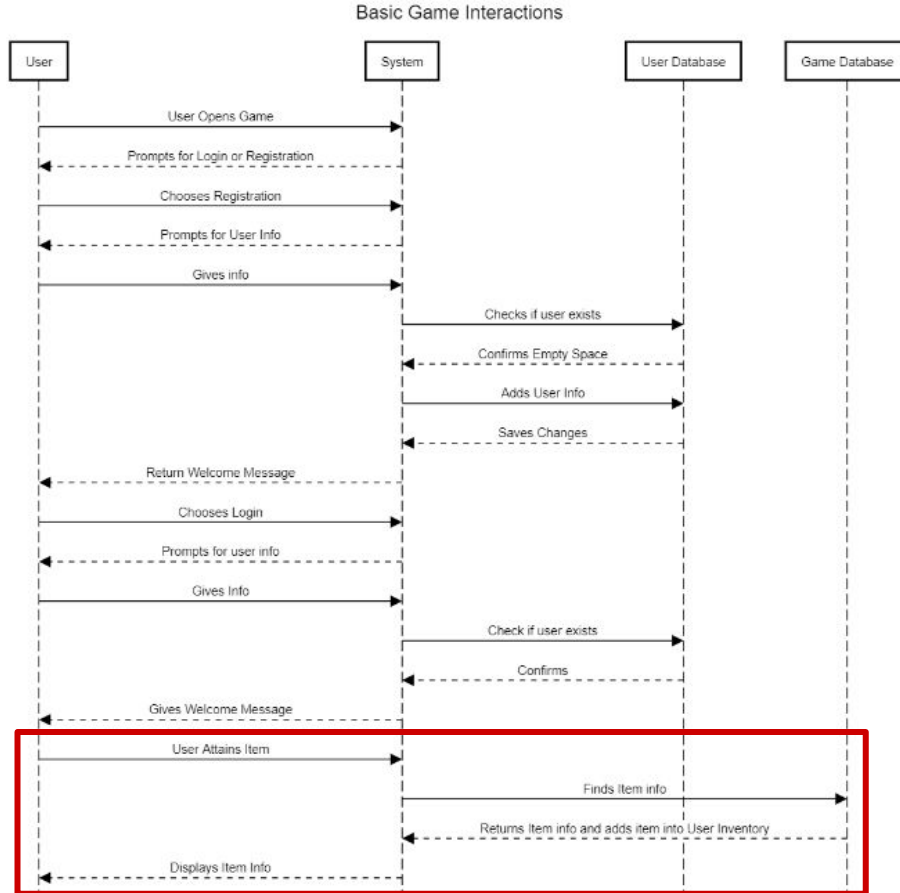 Basic Game Interactions
User
System
User Database
Game Database
User Opens Game
Prompts for Login or Registration
Chooses Registration
Prompts for User Info
Gives info
Checks if user exists
Confirms Empty Space
Adds User Info
Saves Changes
Return Welcome Message
Chooses Login
Prompts for user info
Gives Info
Check if user exists
Confirms
Gives Welcome Message
User Attains Item
Finds Item info
Returns Item info and adds item into User Inventory
Displays Item Info